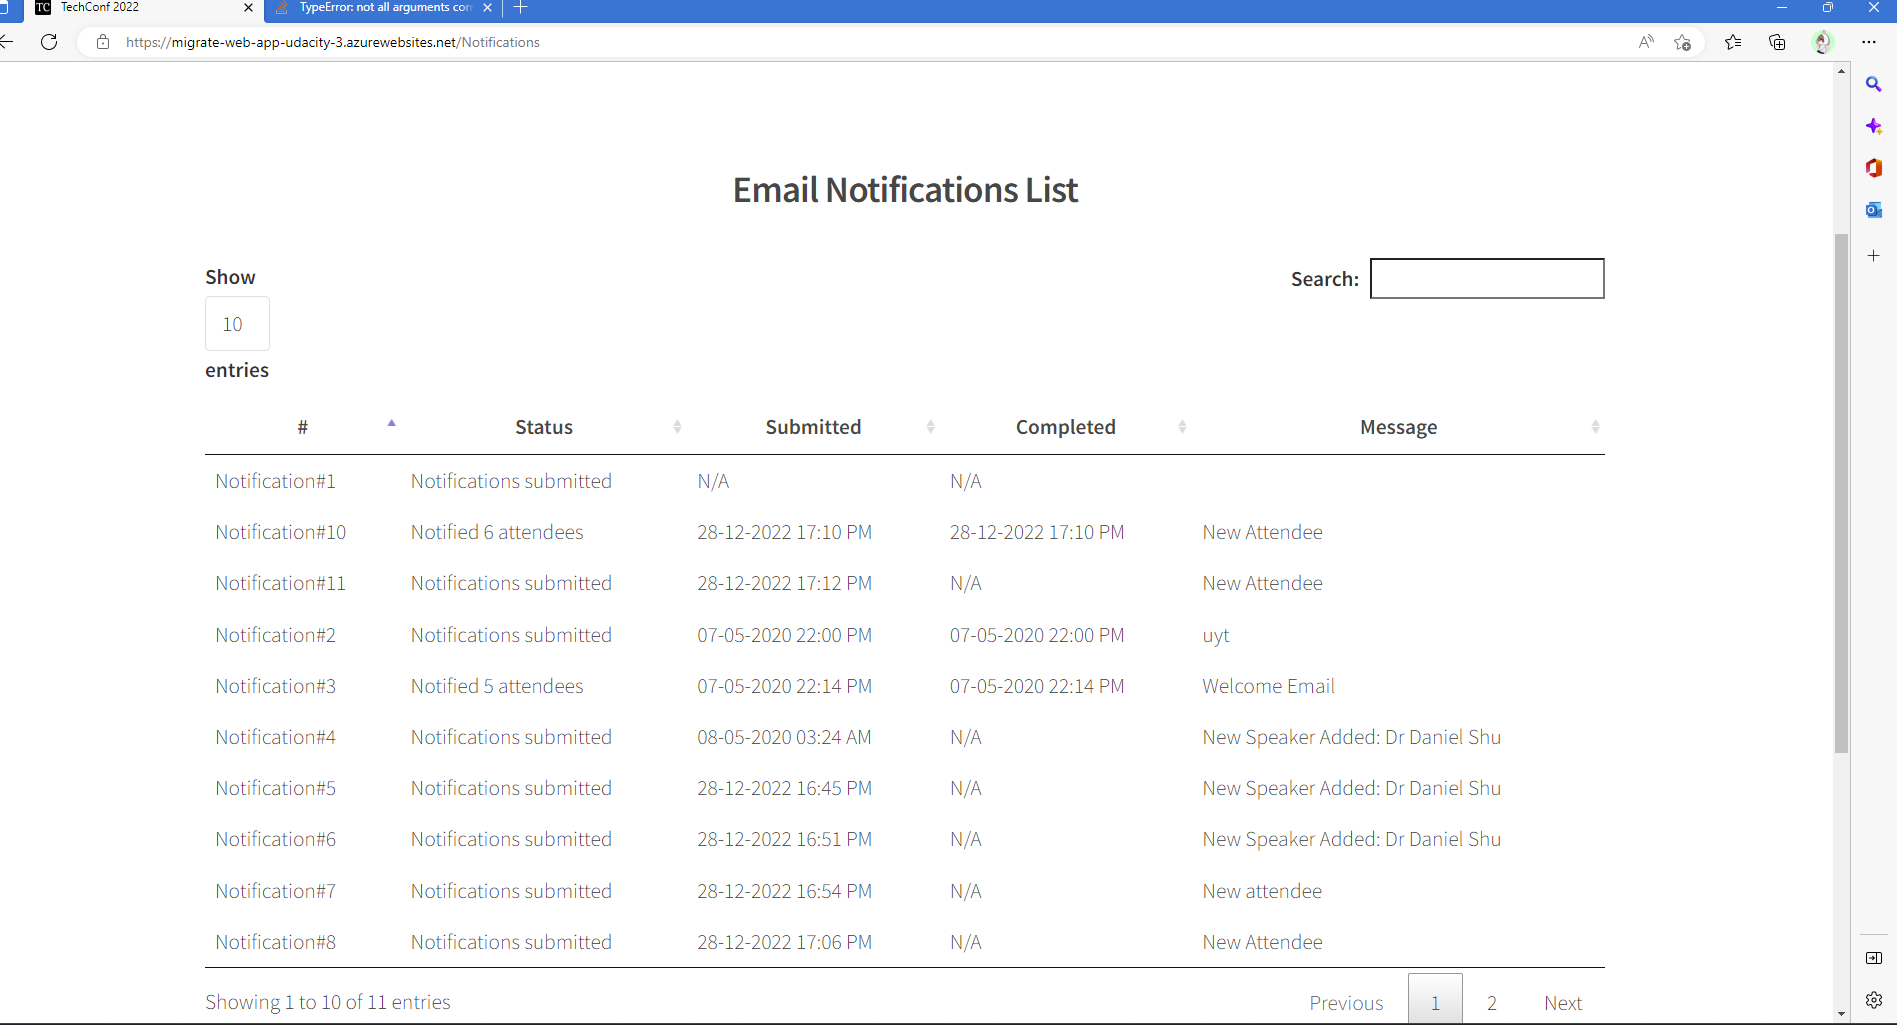 TC TechConf 2022
TypeError: not all arguments con
https://migrate-web-app-udacity-3.azurewebsites.net/Notifications
Email Notifications List
Show
10
entries
Search:
# Status Submitted Completed Message
Notification#1 Notifications submitted N/A N/A
Notification#10 Notified 6 attendees 28-12-2022 17:10 PM 28-12-2022 17:10 PM New Attendee
Notification#11 Notifications submitted 28-12-2022 17:12 PM N/A New Attendee
Notification#2 Notifications submitted 07-05-2020 22:00 PM 07-05-2020 22:00 PM uyt
Notification#3 Notified 5 attendees 07-05-2020 22:14 PM 07-05-2020 22:14 PM Welcome Email
Notification#4 Notifications submitted 08-05-2020 03:24 AM N/A New Speaker Added: Dr Daniel Shu
Notification#5 Notifications submitted 28-12-2022 16:45 PM N/A New Speaker Added: Dr Daniel Shu
Notification#6 Notifications submitted 28-12-2022 16:51 PM N/A New Speaker Added: Dr Daniel Shu
Notification#7 Notifications submitted 28-12-2022 16:54 PM N/A New attendee
Notification#8 Notifications submitted 28-12-2022 17:06 PM N/A New Attendee
Showing 1 to 10 of 11 entries
Previous 1 2 Next